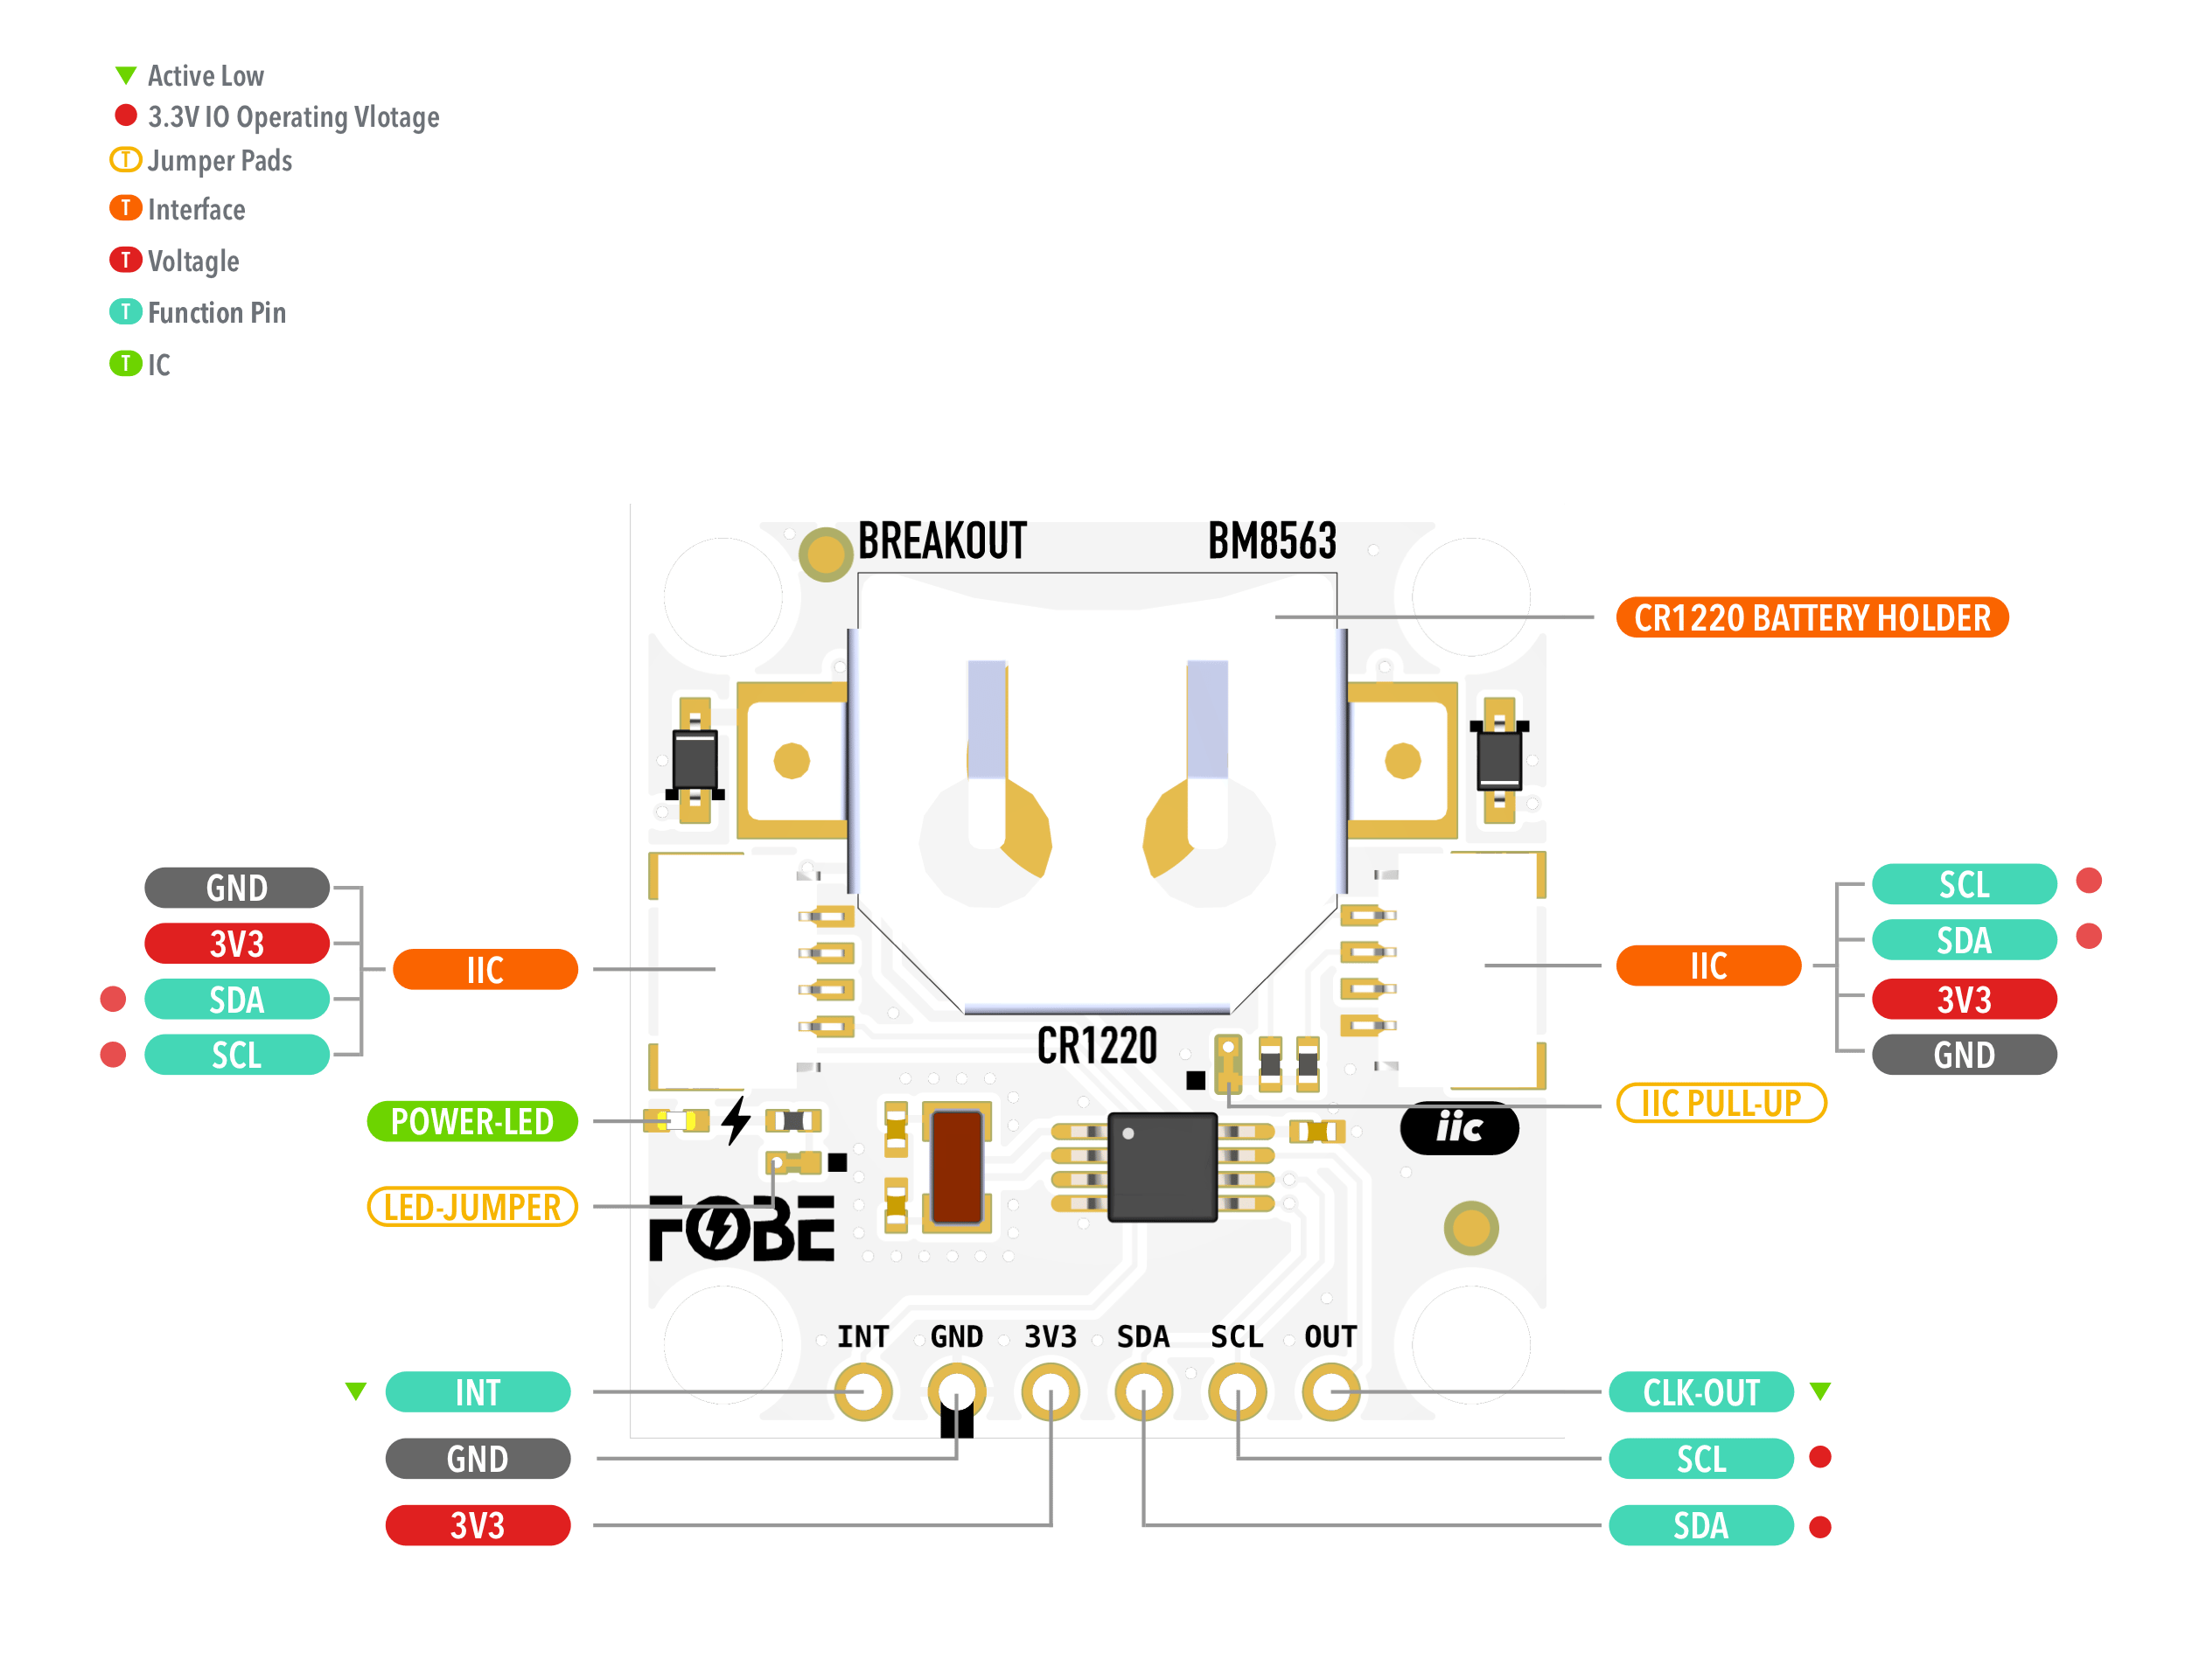 Active Low
3.3V IO Operating Vlotage
T Jumper Pads
T Interface
T Voltagle
T Function Pin
T IC
BREAKOUT BM8563
CR1220 BATTERY HOLDER
GND
3V3
SDA
SCL
IIC
IIC
SCL
SDA
3V3
GND
CR1220
POWER-LED
IIC PULL-UP
iic
LED-JUMPER
FOBE
INT GND 3V3 SDA SCL OUT
INT
GND
3V3
CLK-OUT
SCL
SDA